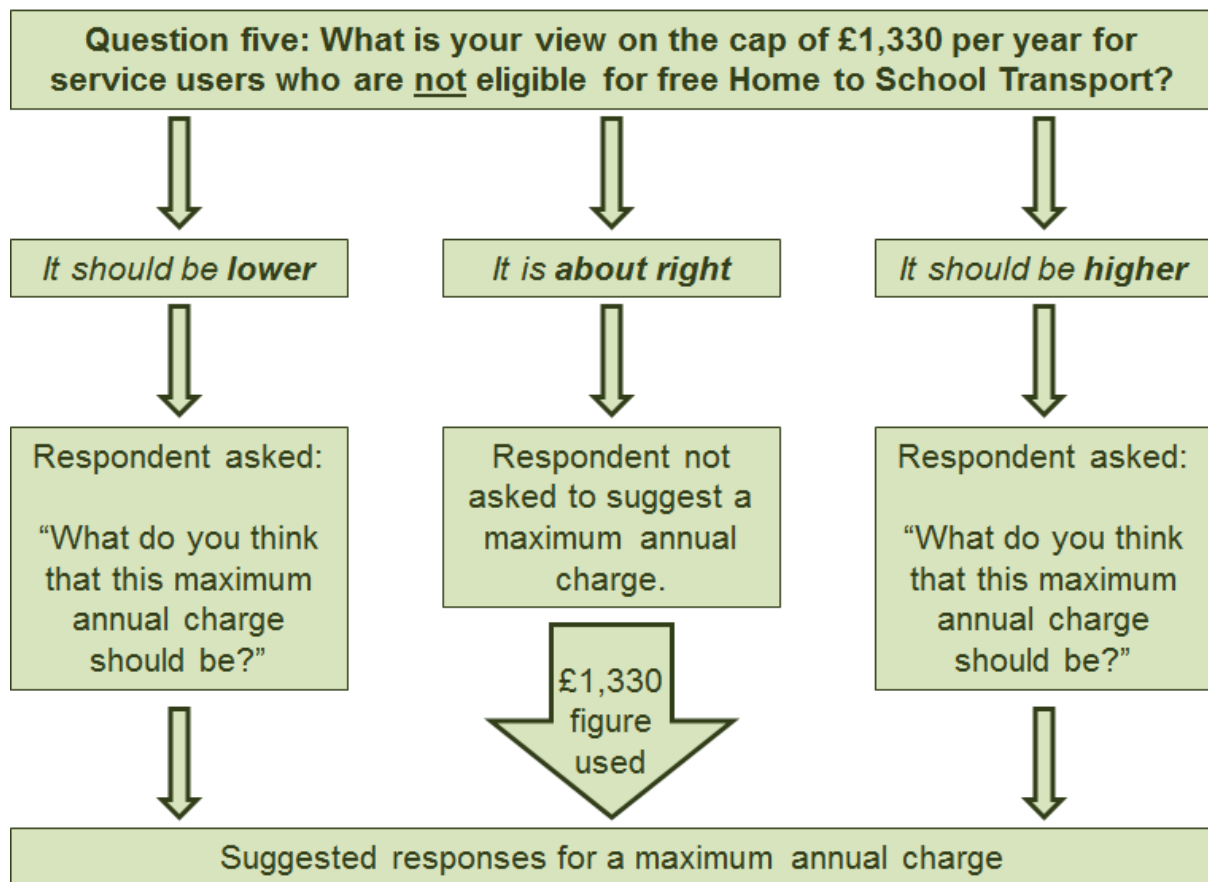 Question five: What is your view on the cap of £1,330 per year for
service users who are not eligible for free Home to School Transport?
It should be lower
It is about right
It should be higher
Respondent asked:
“What do you think
that this maximum
annual charge
should be?”
Respondent not
asked to suggest a
maximum annual
charge.
£1,330
figure
used
Respondent asked:
“What do you think
that this maximum
annual charge
should be?”
Suggested responses for a maximum annual charge